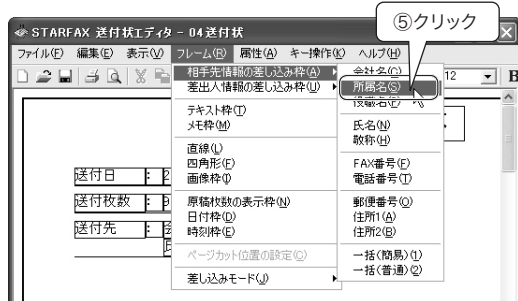 ⑤クリック
STARFAX 送付状エディタ - 04送付状
ファイル(F) 編集(E) 表示(V) フレーム(R) 属性(A) キー操作(K) ヘルプ(H)
12 B
相手先情報の差し込み枠(A)
差出人情報の差し込み枠(U)
テキスト枠(T)
メモ枠(M)
直線(L)
四角形(F)
画像枠(I)
原稿枚数の表示枠(N)
日付枠(D)
時刻枠(E)
ページカット位置の設定(C)
差し込みモード(J)
会社名(C)
所属名(S)
役職名(P)
氏名(N)
敬称(H)
FAX番号(F)
電話番号(T)
郵便番号(O)
住所1(A)
住所2(B)
一括(簡易)(1)
一括(普通)(2)
送付日 : 2
送付枚数 :
送付先 :